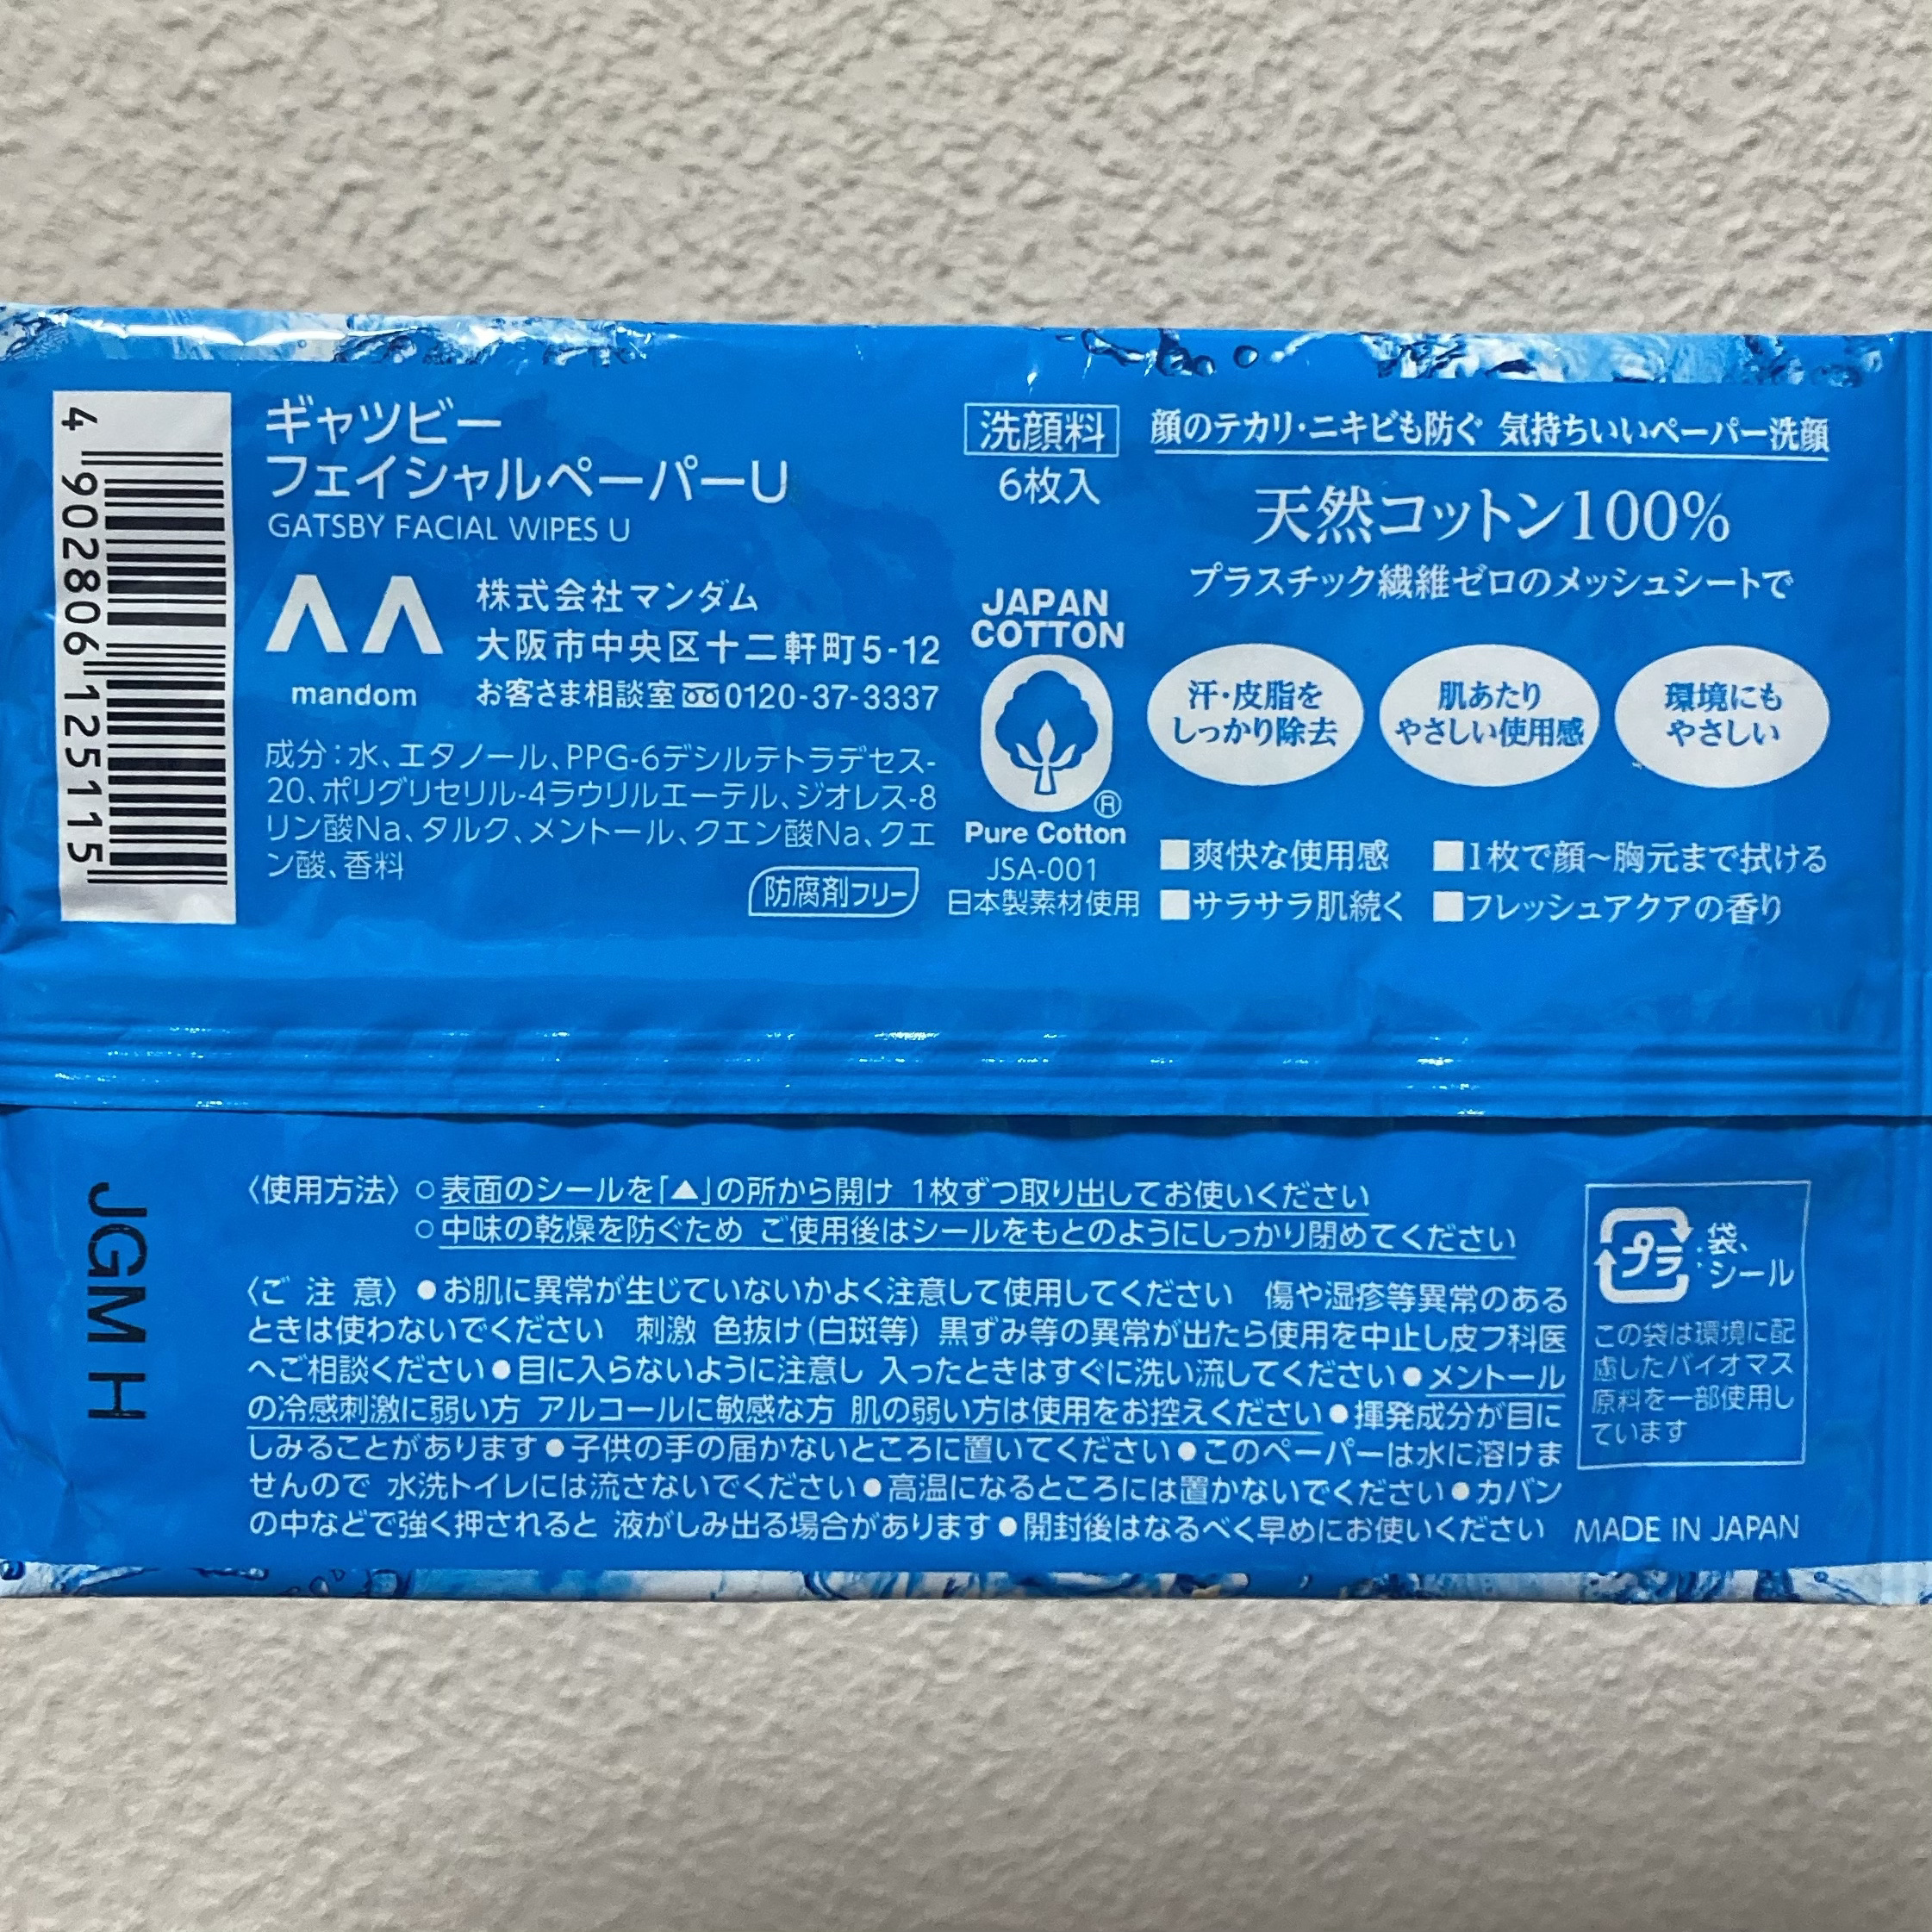 4 902806 125115
ギャツビー
フェイシャルペーパーU
GATSBY FACIAL WIPES U
mandom
株式会社マンダム
大阪市中央区十二軒町5-12
お客さま相談室 0120-37-3337
成分：水、エタノール、PPG-6デシルテトラデセス-
20、ポリグリセリル-4ラウリルエーテル、ジオレス-8
リン酸Na、タルク、メントール、クエン酸Na、クエ
ン酸、香料
防腐剤フリー
洗顔料
6枚入
JAPAN
COTTON
®
Pure Cotton
JSA-001
日本製素材使用
顔のテカリ・ニキビも防ぐ 気持ちいいペーパー洗顔
天然コットン100%
プラスチック繊維ゼロのメッシュシートで
汗・皮脂を
しっかり除去
肌あたり
やさしい使用感
環境にも
やさしい
■爽快な使用感 ■1枚で顔～胸元まで拭ける
■サラサラ肌続く ■フレッシュアクアの香り
JGM H
〈使用方法〉○表面のシールを「▲」の所から開け 1枚ずつ取り出してお使いください
○中味の乾燥を防ぐため ご使用後はシールをもとのようにしっかり閉めてください
〈ご 注 意〉●お肌に異常が生じていないかよく注意して使用してください 傷や湿疹等異常のある
ときは使わないでください 刺激 色抜け(白斑等) 黒ずみ等の異常が出たら使用を中止し皮フ科医
へご相談ください●目に入らないように注意し 入ったときはすぐに洗い流してください●メントール
の冷感刺激に弱い方 アルコールに敏感な方 肌の弱い方は使用をお控えください●揮発成分が目に
しみることがあります●子供の手の届かないところに置いてください●このペーパーは水に溶けま
せんので 水洗トイレには流さないでください●高温になるところには置かないでください●カバン
の中などで強く押されると 液がしみ出る場合があります●開封後はなるべく早めにお使いください
プラ
：袋、
シール
この袋は環境に配
慮したバイオマス
原料を一部使用し
ています
MADE IN JAPAN